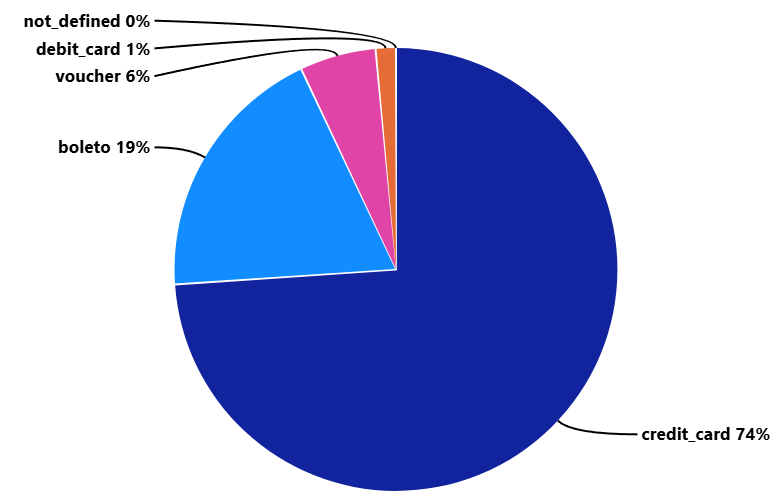 not_defined 0%
debit_card 1%
voucher 6%
boleto 19%
credit_card 74%